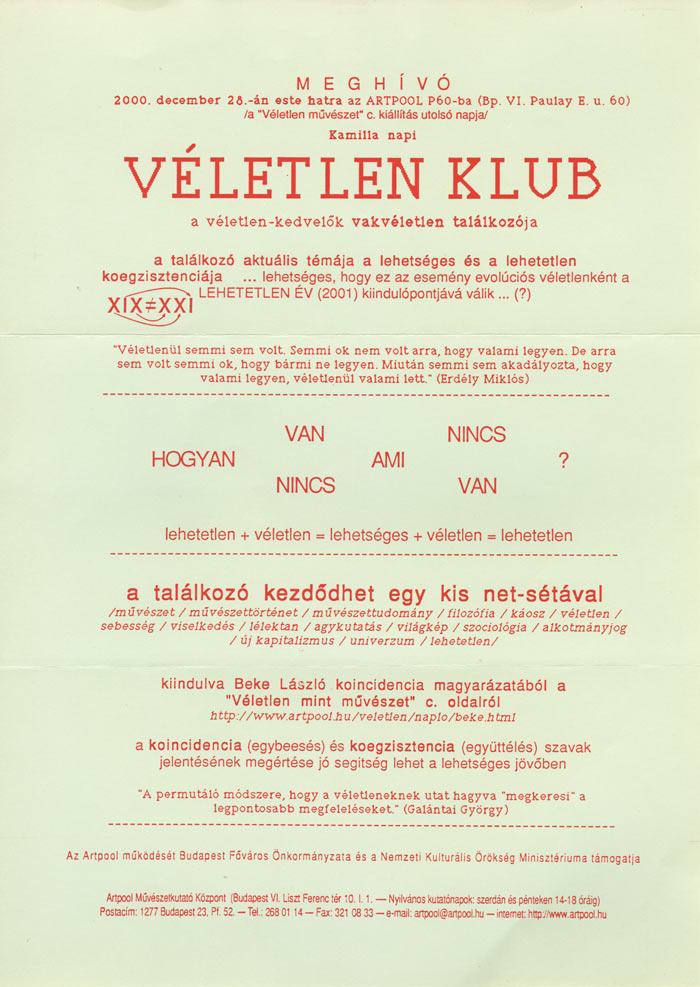 MEGHÍVÓ
2000. december 28.-án este hatra az ARTPOOL P60-ba (Bp. VI. Paulay E. u. 60)
/a "Véletlen művészet" c. kiállítás utolsó napja/
Kamilla napi
VÉLETLEN KLUB
a véletlen-kedvelők vakvéletlen találkozója
a találkozó aktuális témája a lehetséges és a lehetetlen
koegzisztenciája ... lehetséges, hogy ez az esemény evolúciós véletlenként a
LEHETETLEN ÉV (2001) kiindulópontjává válik ... (?)
XIX≠XXI
"Véletlenül semmi sem volt. Semmi ok nem volt arra, hogy valami legyen. De arra
sem volt semmi ok, hogy bármi ne legyen. Miután semmi sem akadályozta, hogy
valami legyen, véletlenül valami lett." (Erdély Miklós)
VAN NINCS
HOGYAN AMI ?
NINCS VAN
lehetetlen + véletlen = lehetséges + véletlen = lehetetlen
a találkozó kezdődhet egy kis net-sétával
/művészet / művészettörténet / művészettudomány / filozófia / káosz / véletlen /
sebesség / viselkedés / lélektan / agykutatás / világkép / szociológia / alkotmányjog
/ új kapitalizmus / univerzum / lehetetlen/
kiindulva Beke László koincidencia magyarázatából a
"Véletlen mint művészet" c. oldalról
http://www.artpool.hu/veletlen/naplo/beke.html
a koincidencia (egybeesés) és koegzisztencia (együttélés) szavak
jelentésének megértése jó segitség lehet a lehetséges jövőben
"A permutáló módszere, hogy a véletleneknek utat hagyva "megkeresi" a
legpontosabb megfeleléseket." (Galántai György)
Az Artpool működését Budapest Főváros Önkormányzata és a Nemzeti Kulturális Örökség Minisztériuma támogatja
Artpool Művészetkutató Központ (Budapest VI. Liszt Ferenc tér 10. I. 1. — Nyilvános kutatónapok: szerdán és pénteken 14-18 óráig)
Postacím: 1277 Budapest 23, Pf. 52. — Tel.: 268 01 14 — Fax: 321 08 33 — e-mail: artpool@artpool.hu — internet: http://www.artpool.hu